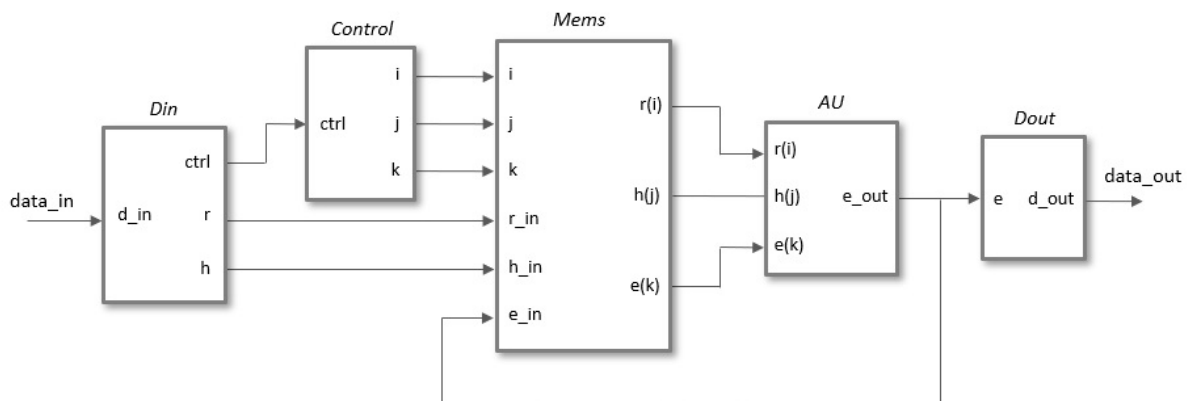 data_in
Din
d_in
ctrl
r
h
Control
ctrl
i
j
k
Mems
i
j
k
r_in
h_in
e_in
r(i)
h(j)
e(k)
AU
r(i)
h(j)
e(k)
e_out
Dout
e
d_out
data_out